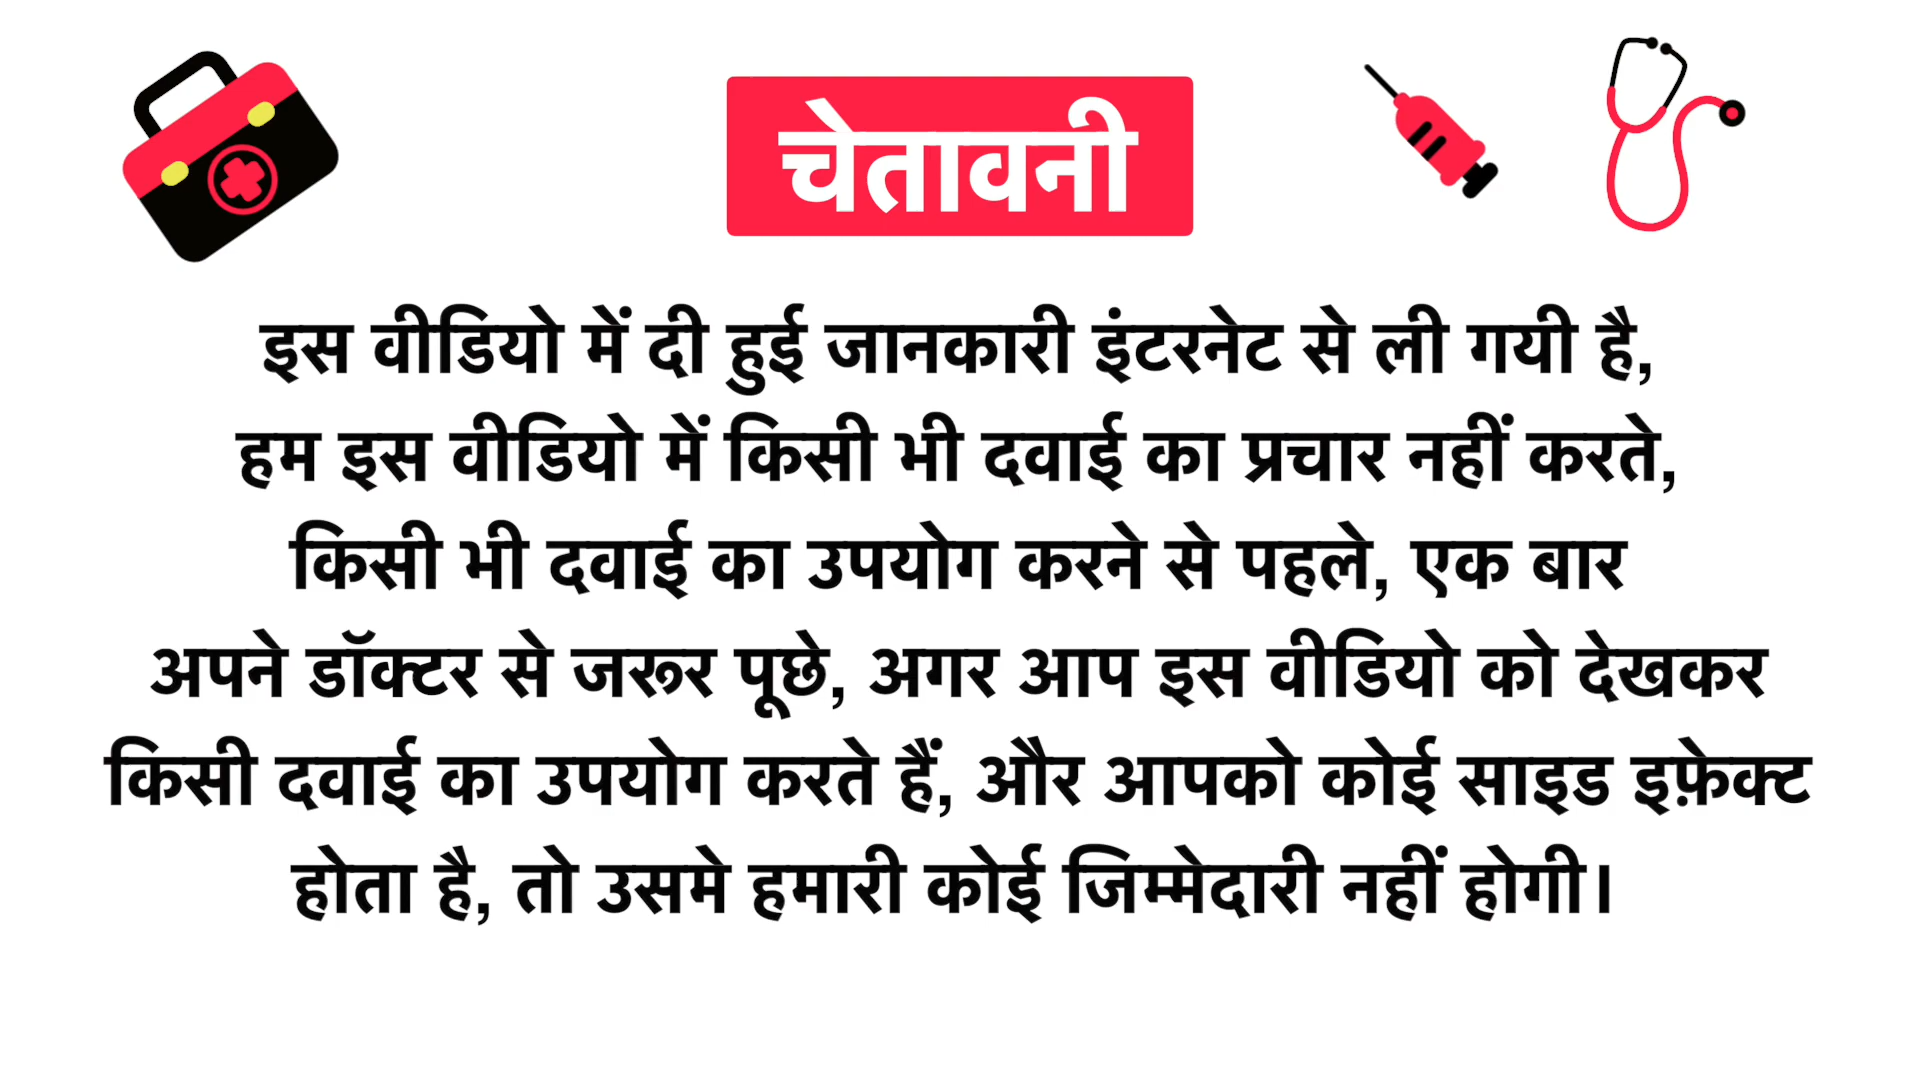 चेतावनी
इस वीडियो में दी हुई जानकारी इंटरनेट से ली गयी है,
हम इस वीडियो में किसी भी दवाई का प्रचार नहीं करते,
किसी भी दवाई का उपयोग करने से पहले, एक बार
अपने डॉक्टर से जरूर पूछे, अगर आप इस वीडियो को देखकर
किसी दवाई का उपयोग करते हैं, और आपको कोई साइड इफ़ेक्ट
होता है, तो उसमे हमारी कोई जिम्मेदारी नहीं होगी।